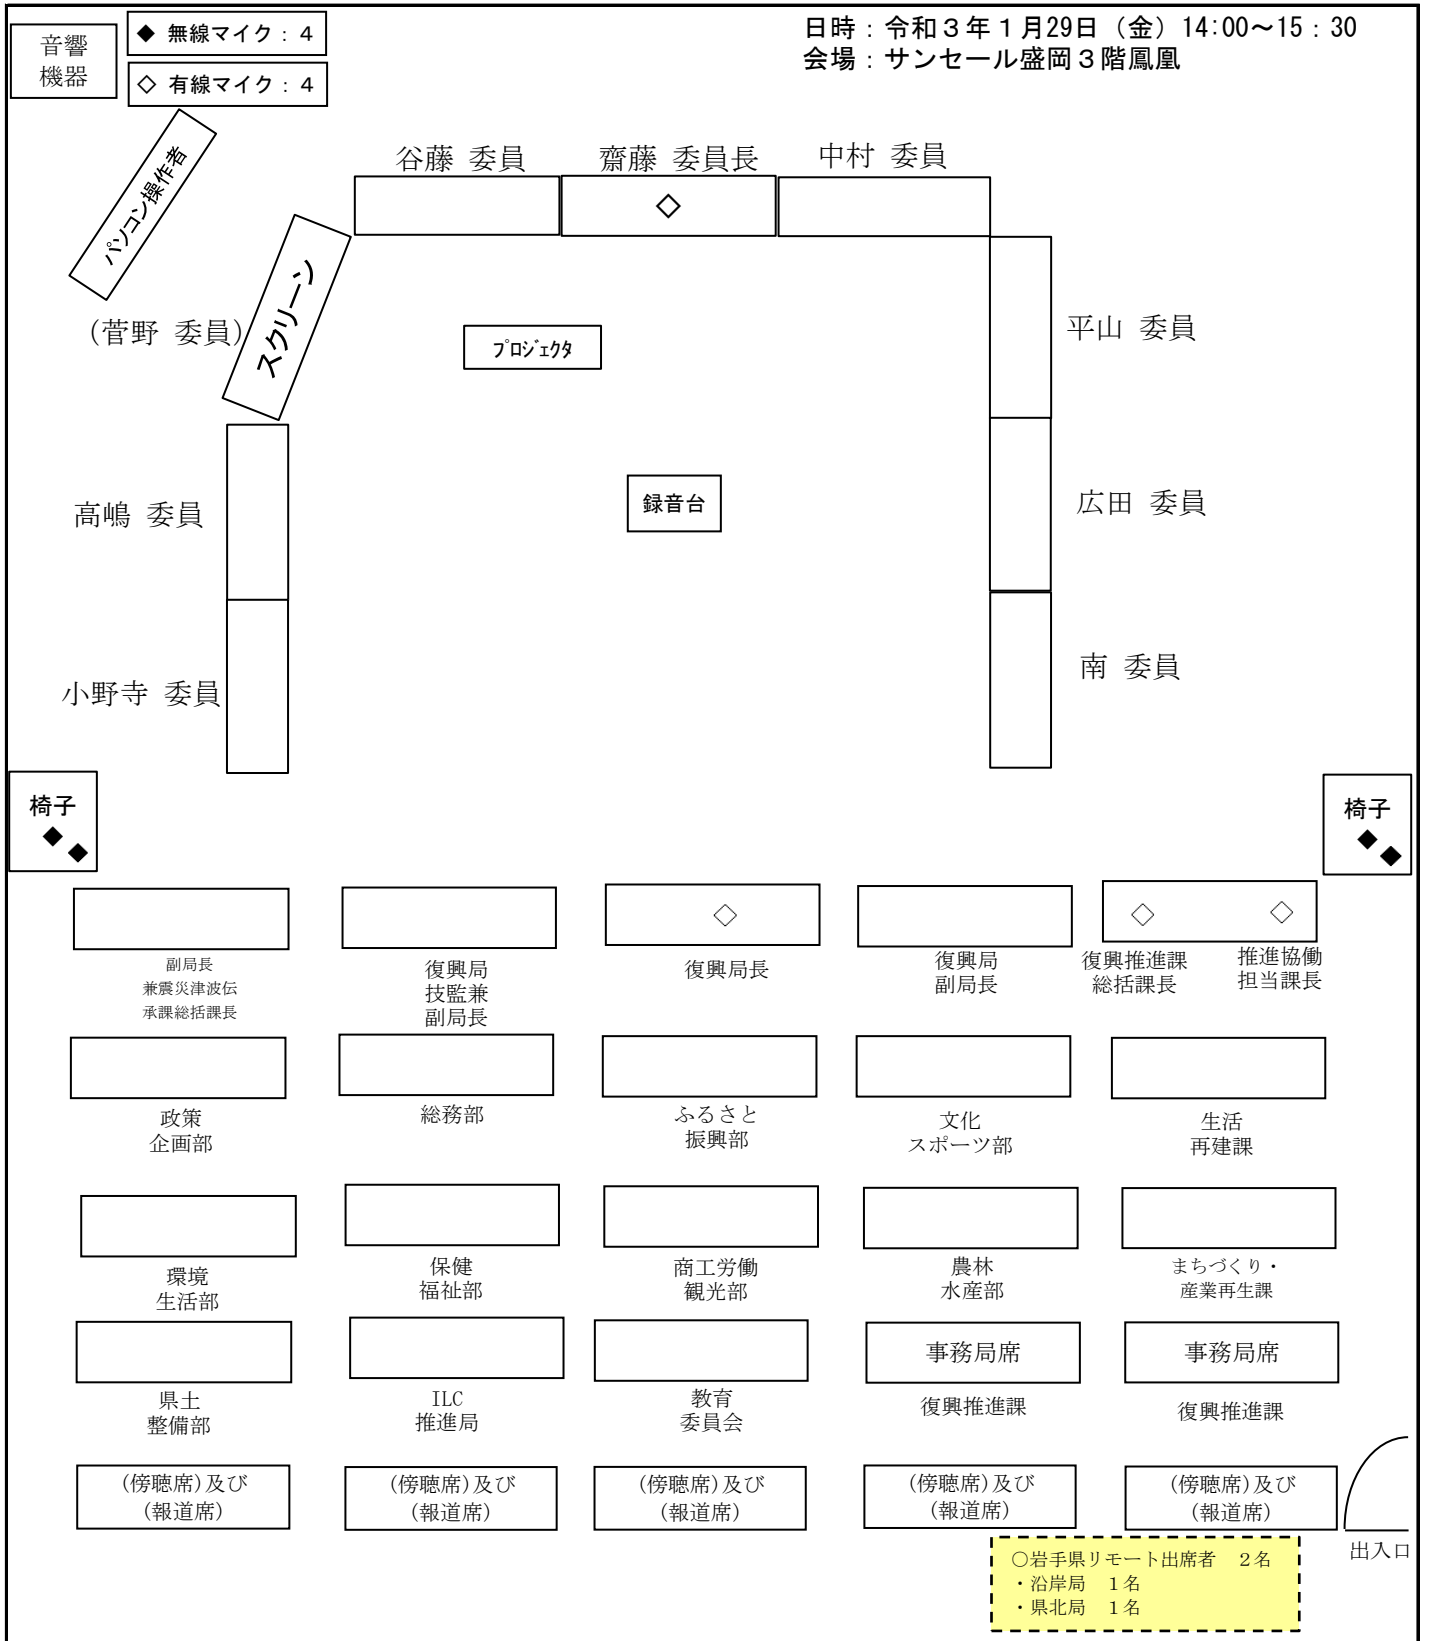 音響
機器
◆ 無線マイク：４
◇ 有線マイク：４
日時：令和３年１月29日（金）14:00～15：30
会場：サンセール盛岡３階鳳凰
パソコン操作者
谷藤 委員
齋藤 委員長
中村 委員
◇
スクリーン
(菅野 委員)
プロジェクタ
平山 委員
高嶋 委員
録音台
広田 委員
小野寺 委員
南 委員
椅子
◆
◆
椅子
◆
◆
◇
◇
◇
副局長
兼震災津波伝
承課総括課長
復興局
技監兼
副局長
復興局長
復興局
副局長
復興推進課
総括課長
推進協働
担当課長
政策
企画部
総務部
ふるさと
振興部
文化
スポーツ部
生活
再建課
環境
生活部
保健
福祉部
商工労働
観光部
農林
水産部
まちづくり・
産業再生課
県土
整備部
ILC
推進局
教育
委員会
事務局席
復興推進課
事務局席
復興推進課
(傍聴席)及び
(報道席)
(傍聴席)及び
(報道席)
(傍聴席)及び
(報道席)
(傍聴席)及び
(報道席)
(傍聴席)及び
(報道席)
出入口
○岩手県リモート出席者　２名
・沿岸局　１名
・県北局　１名